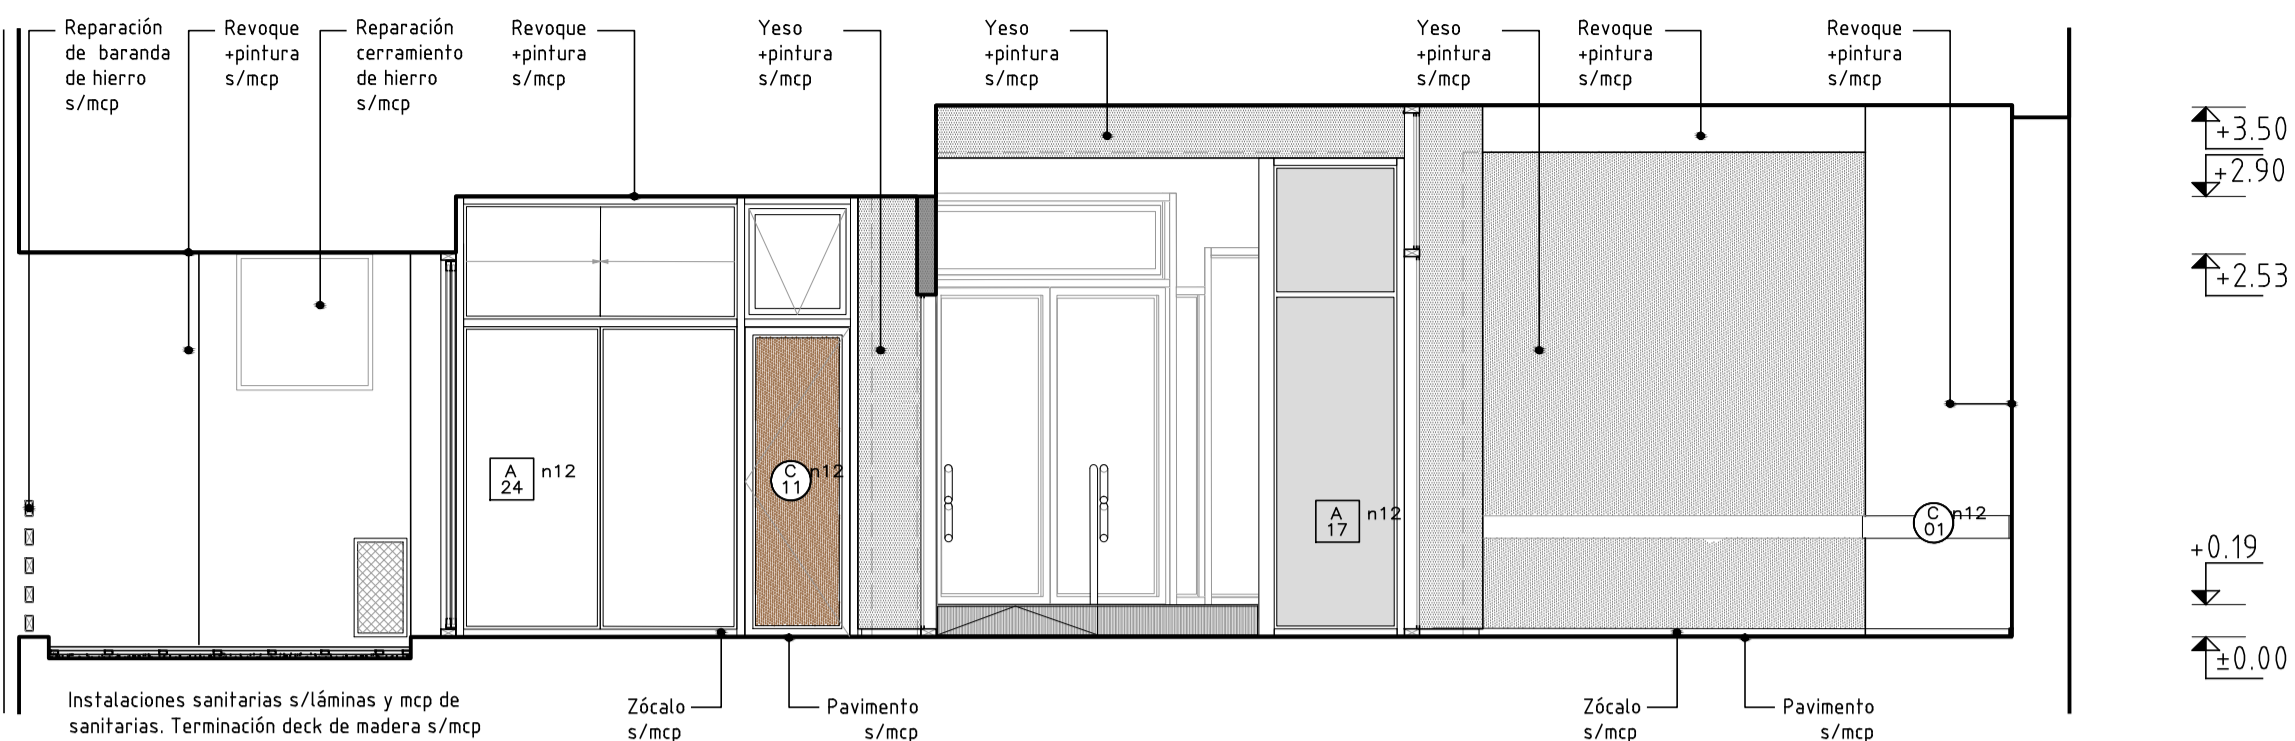 Reparación
de baranda
de hierro
s/mcp
Revoque
+pintura
s/mcp
Reparación
cerramiento
de hierro
s/mcp
Revoque
+pintura
s/mcp
Yeso
+pintura
s/mcp
Yeso
+pintura
s/mcp
Yeso
+pintura
s/mcp
Revoque
+pintura
s/mcp
Revoque
+pintura
s/mcp
+3.50
+2.90
+2.53
A
24
n12
C
11
n12
A
17
n12
C
01
n12
+0.19
±0.00
Instalaciones sanitarias s/láminas y mcp de
sanitarias. Terminación deck de madera s/mcp
Zócalo
s/mcp
Pavimento
s/mcp
Zócalo
s/mcp
Pavimento
s/mcp